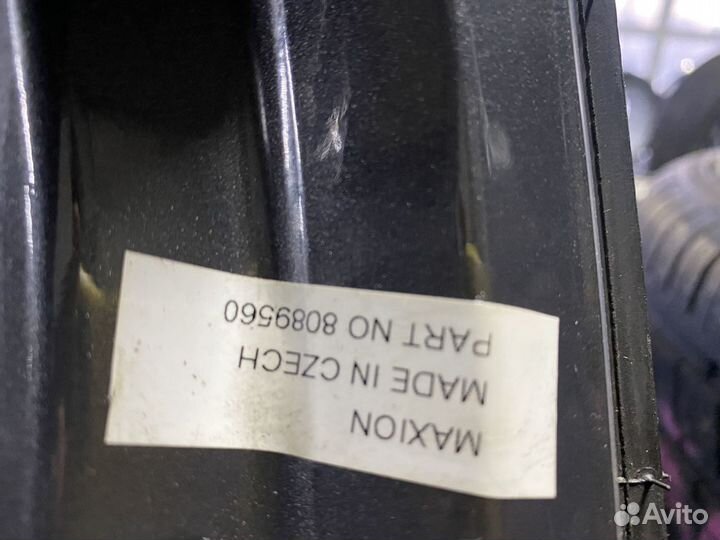 MAXION
MADE IN CZECH
PART NO 8089560
Avito